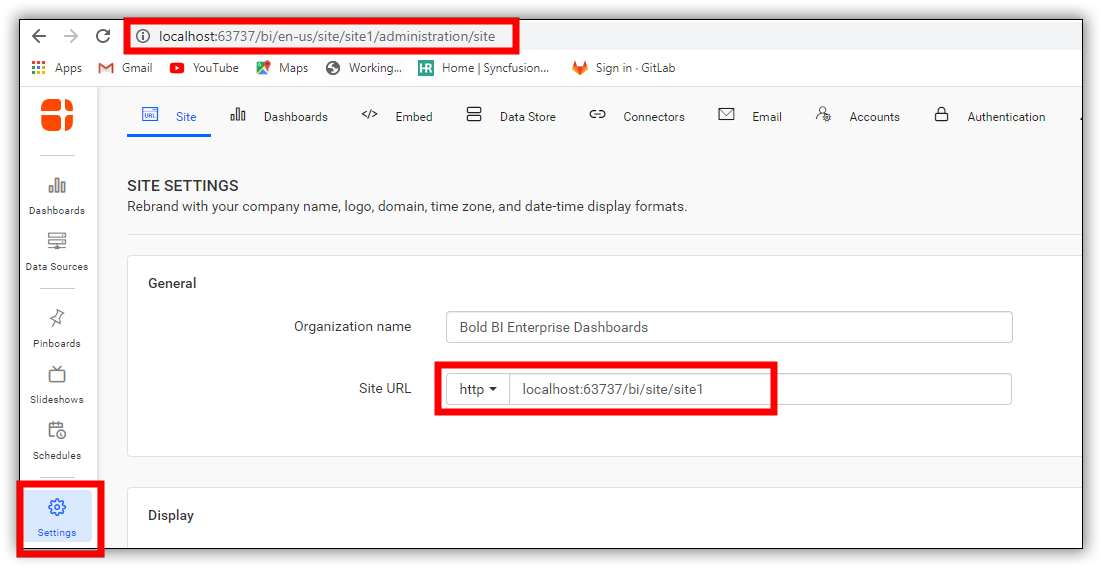 localhost:63737/bi/en-us/site/site1/administration/site
Apps Gmail YouTube Maps Working... Home | Syncfusion... Sign in · GitLab
HR
URL Site Dashboards </> Embed Data Store Connectors Email Accounts Authentication
SITE SETTINGS
Rebrand with your company name, logo, domain, time zone, and date-time display formats.
Dashboards
Data Sources
Pinboards
Slideshows
Schedules
Settings
General
Organization name Bold BI Enterprise Dashboards
Site URL http localhost:63737/bi/site/site1
Display